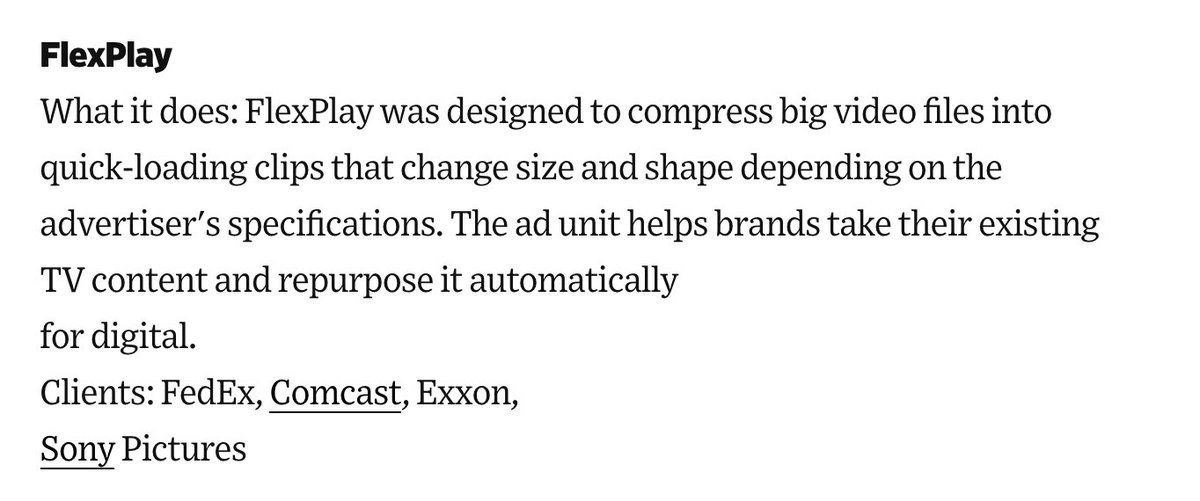 FlexPlay
What it does: FlexPlay was designed to compress big video files into
quick-loading clips that change size and shape depending on the
advertiser's specifications. The ad unit helps brands take their existing
TV content and repurpose it automatically
for digital.
Clients: FedEx, Comcast, Exxon,
Sony Pictures